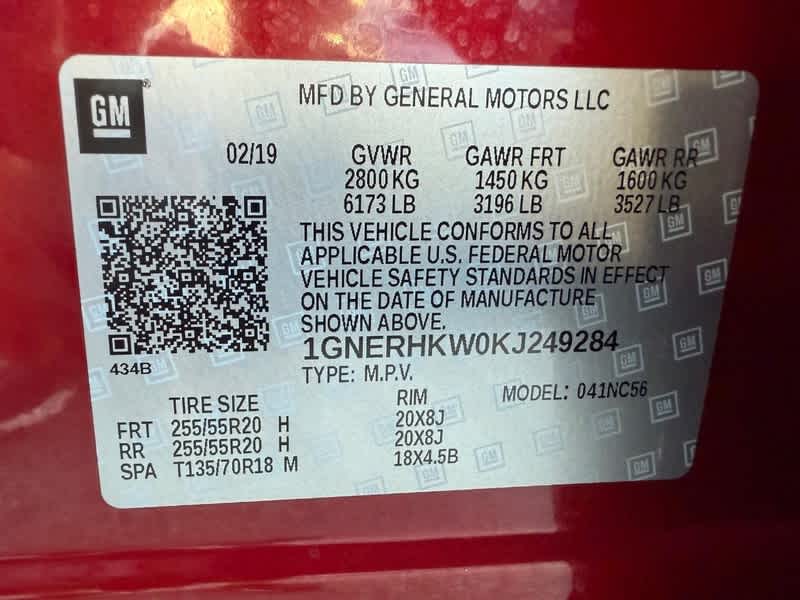 GM
MFD BY GENERAL MOTORS LLC
02/19 GVWR GAWR FRT GAWR RR
2800 KG 1450 KG 1600 KG
6173 LB 3196 LB 3527 LB
THIS VEHICLE CONFORMS TO ALL
APPLICABLE U.S. FEDERAL MOTOR
VEHICLE SAFETY STANDARDS IN EFFECT
ON THE DATE OF MANUFACTURE
SHOWN ABOVE.
1GNERHKW0KJ249284
434B
TYPE: M.P.V. MODEL: 041NC56
TIRE SIZE RIM
FRT 255/55R20 H 20X8J
RR 255/55R20 H 20X8J
SPA T135/70R18 M 18X4.5B